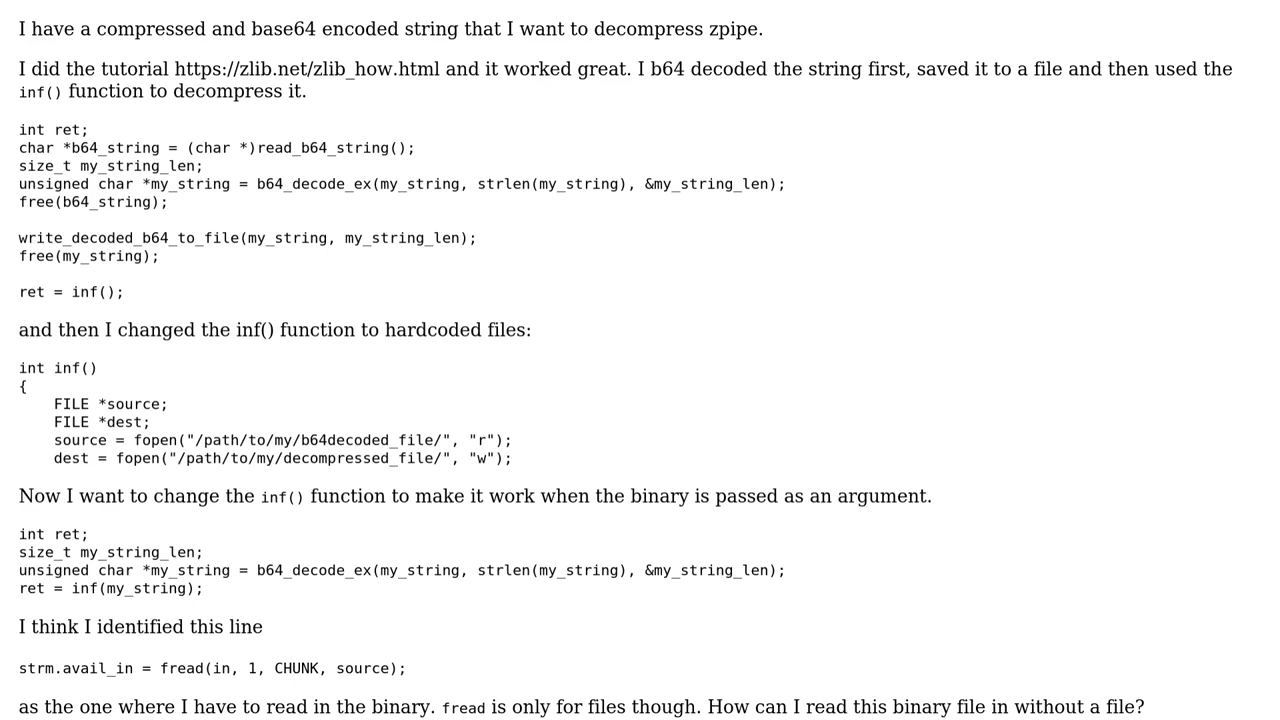 I have a compressed and base64 encoded string that I want to decompress zpipe.
I did the tutorial https://zlib.net/zlib_how.html and it worked great. I b64 decoded the string first, saved it to a file and then used the
inf() function to decompress it.
int ret;
char *b64_string = (char *)read_b64_string();
size_t my_string_len;
unsigned char *my_string = b64_decode_ex(my_string, strlen(my_string), &my_string_len);
free(b64_string);
write_decoded_b64_to_file(my_string, my_string_len);
free(my_string);
ret = inf();
and then I changed the inf() function to hardcoded files:
int inf()
{
    FILE *source;
    FILE *dest;
    source = fopen("/path/to/my/b64decoded_file/", "r");
    dest = fopen("/path/to/my/decompressed_file/", "w");
Now I want to change the inf() function to make it work when the binary is passed as an argument.
int ret;
size_t my_string_len;
unsigned char *my_string = b64_decode_ex(my_string, strlen(my_string), &my_string_len);
ret = inf(my_string);
I think I identified this line
strm.avail_in = fread(in, 1, CHUNK, source);
as the one where I have to read in the binary. fread is only for files though. How can I read this binary file in without a file?